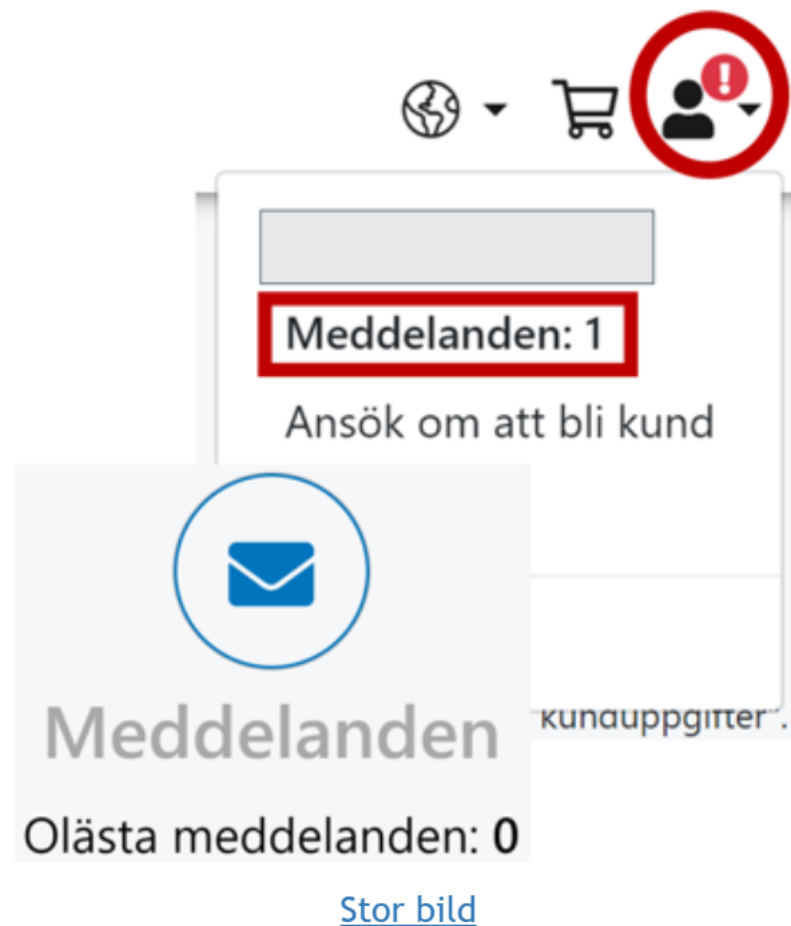 Meddelanden: 1
Ansök om att bli kund
kunduppgifter".
Meddelanden
Olästa meddelanden: 0
Stor bild